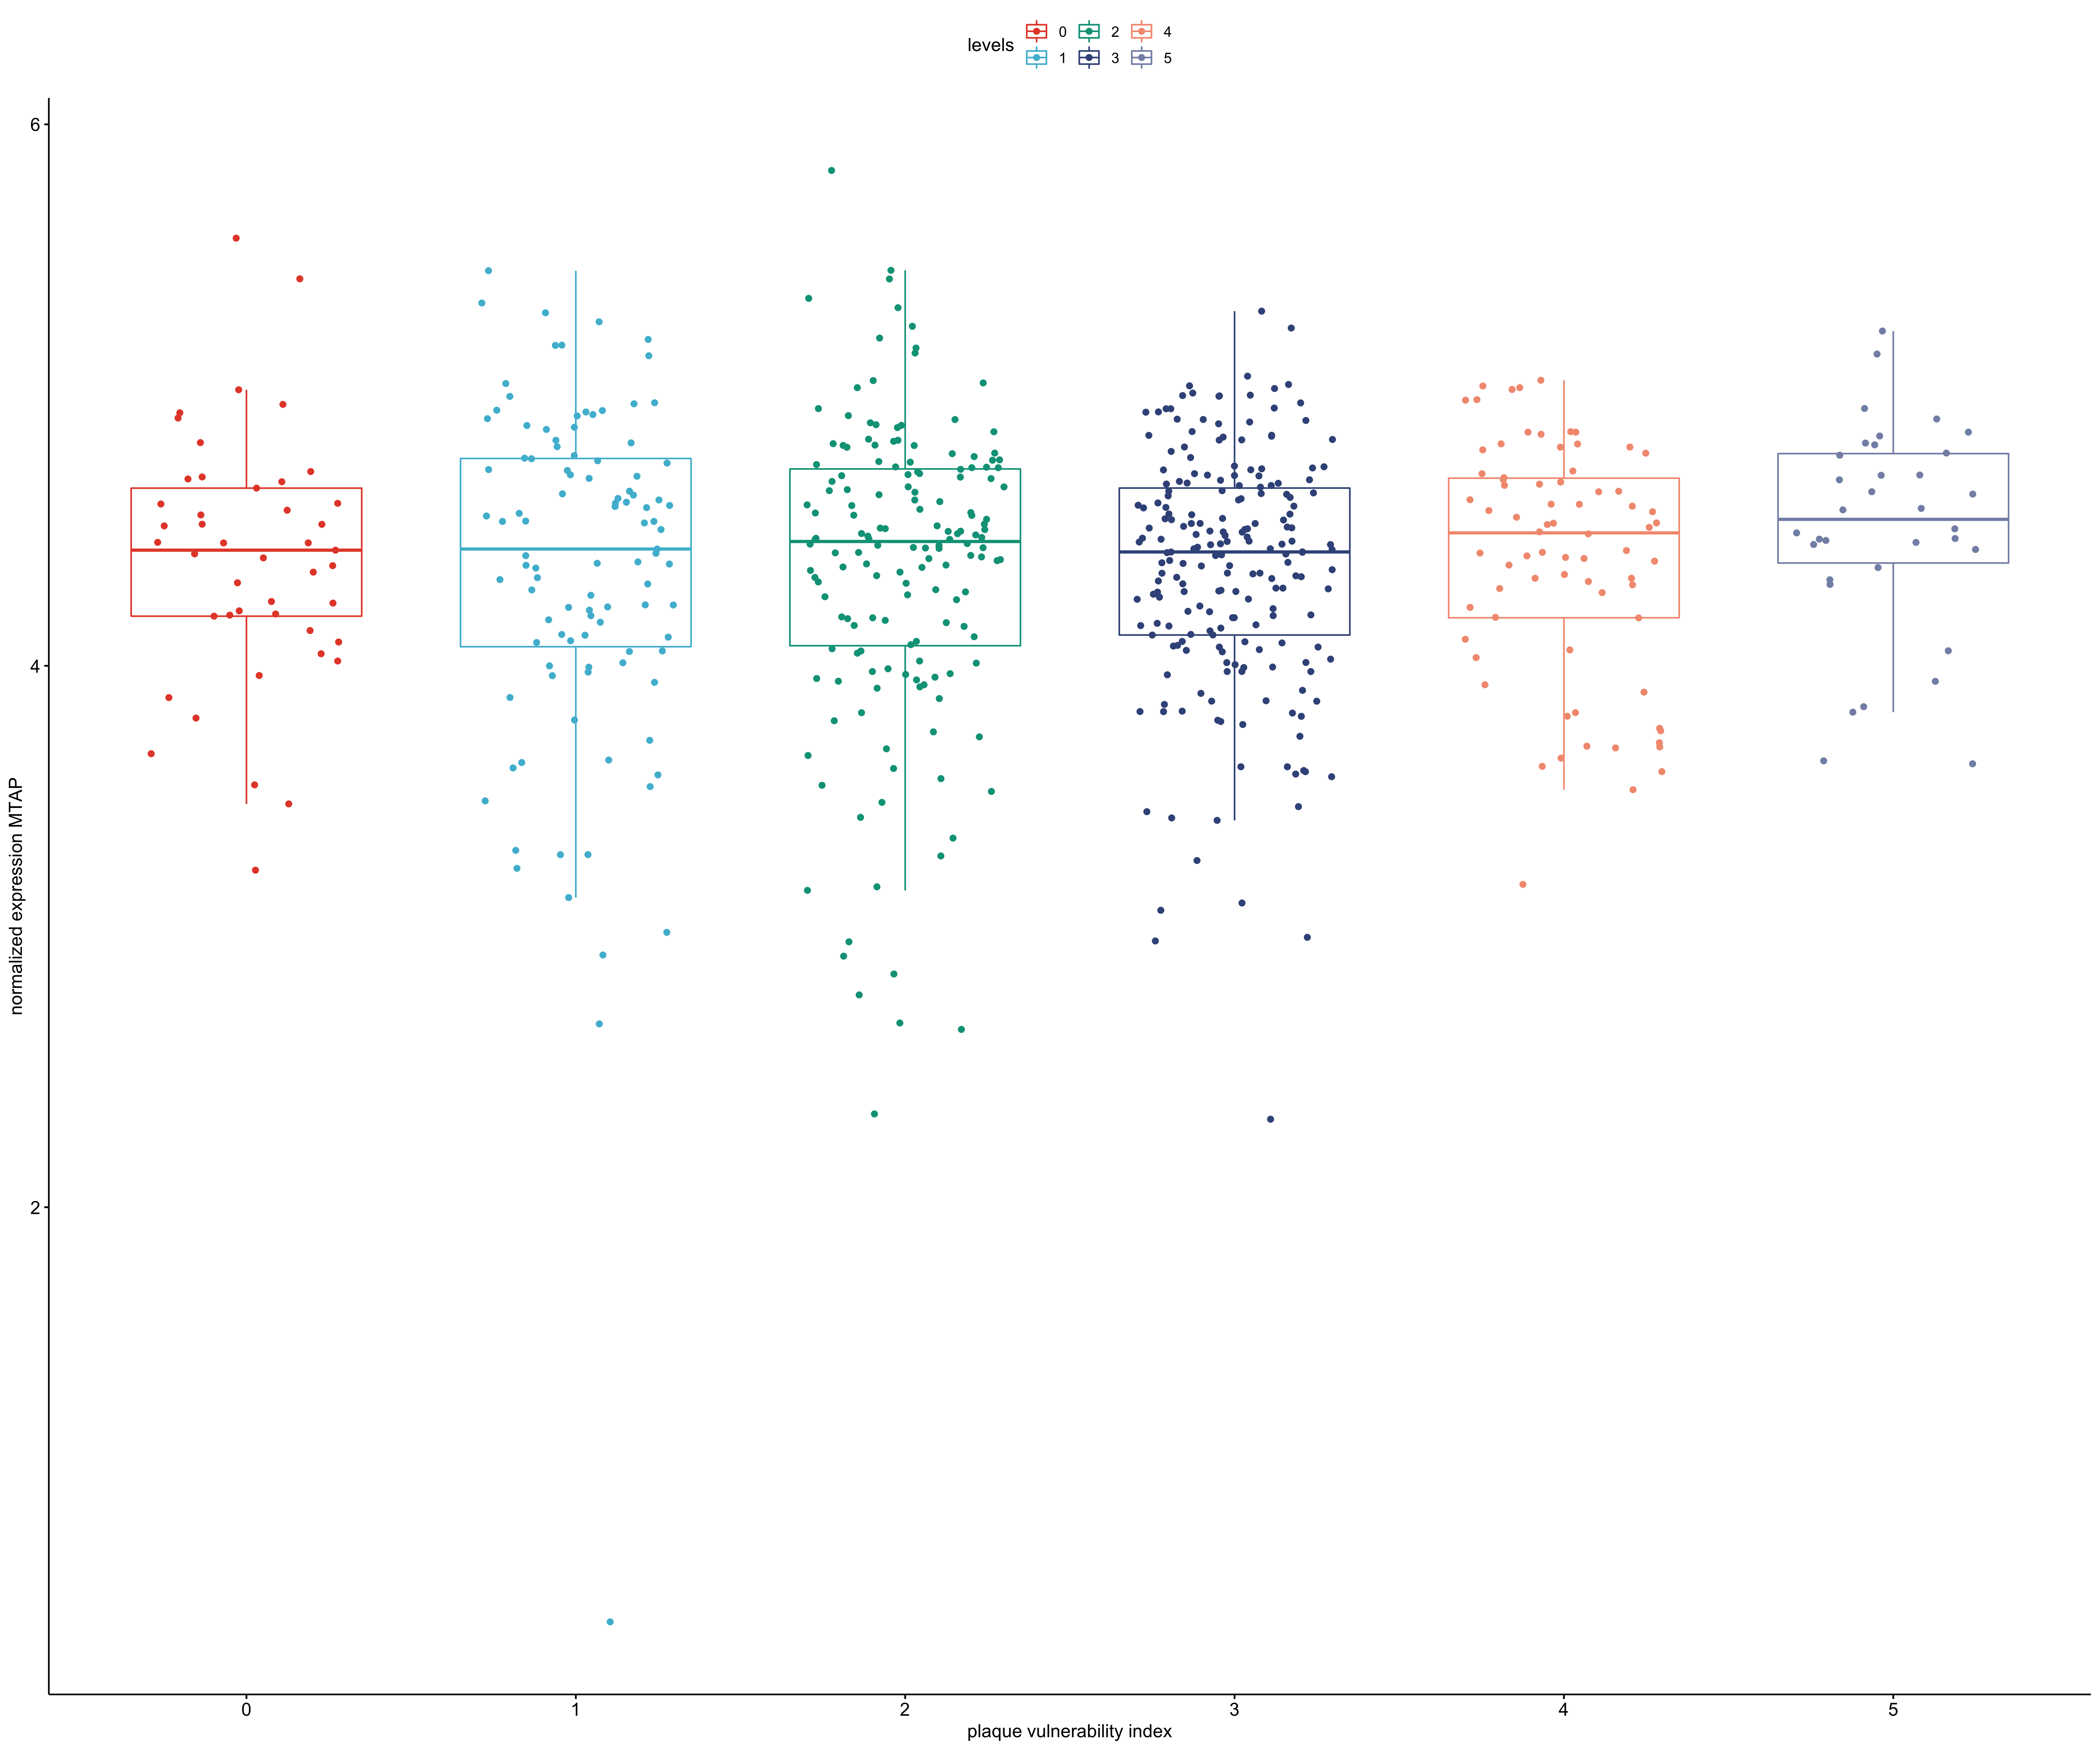 levels 0 2 4
1 3 5
6
4
2
normalized expression MTAP
0 1 2 3 4 5
plaque vulnerability index